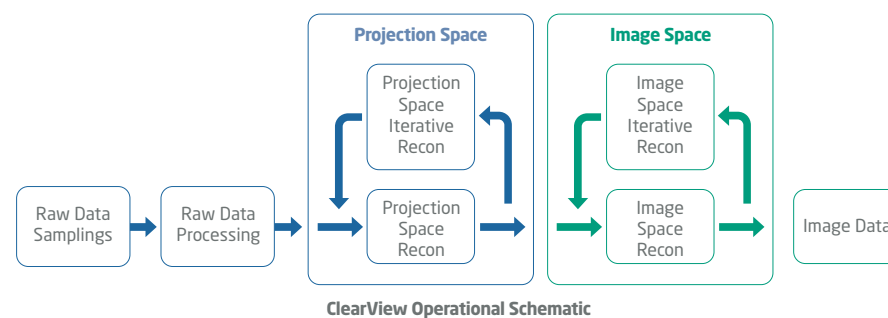 Projection Space
Image Space
Projection
Space
Iterative
Recon
Image
Space
Iterative
Recon
Raw Data
Samplings
Raw Data
Processing
Projection
Space
Recon
Image
Space
Recon
Image Data
ClearView Operational Schematic